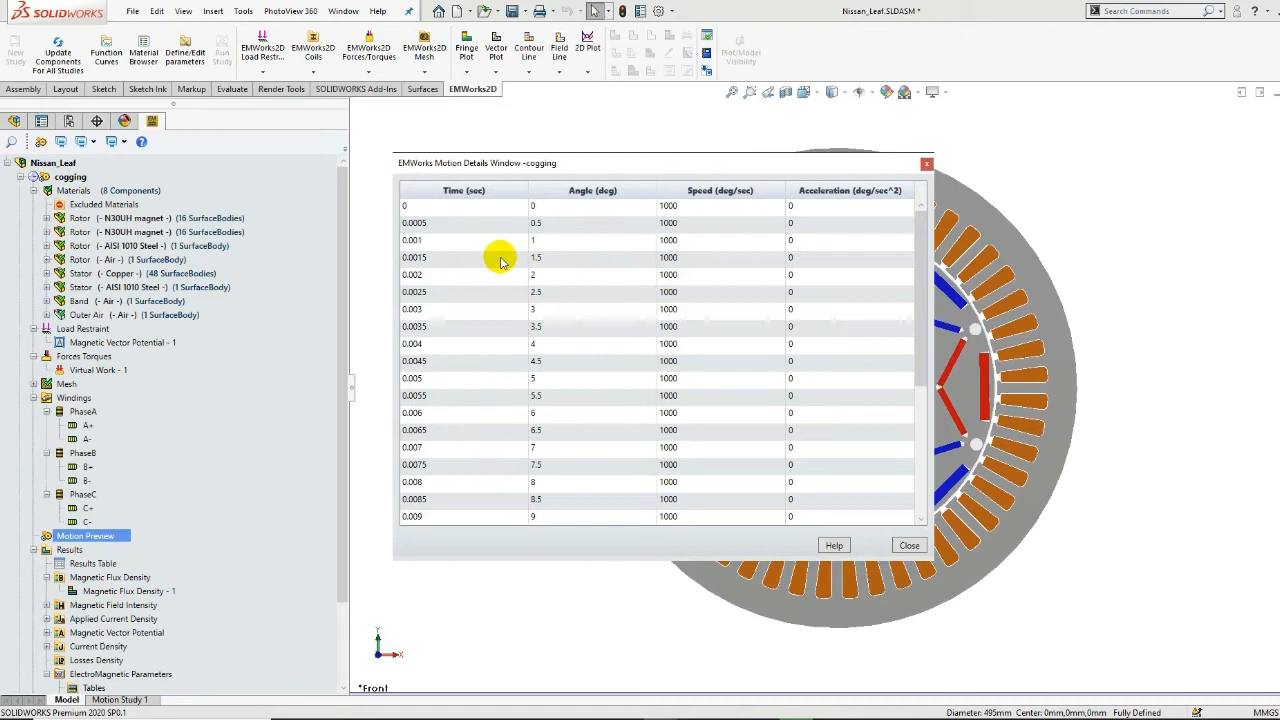 SOLIDWORKS
File
Edit
View
Insert
Tools
PhotoView 360
Window
Help
Nissan_Leaf.SLDASM *
Search Commands
New Study
Update Components For All Studies
Function Curves
Material Browser
Define/Edit parameters
Run Study
EMWorks2D Load Restr...
EMWorks2D Coils
EMWorks2D Forces/Torques
EMWorks2D Mesh
Fringe Plot
Vector Plot
Contour Line
Field Line
2D Plot
Plot/Model Visibility
Assembly
Layout
Sketch
Sketch Ink
Markup
Evaluate
Render Tools
SOLIDWORKS Add-Ins
Surfaces
EMWorks2D
Nissan_Leaf
cogging
Materials (8 Components)
Excluded Materials
Rotor (- N30UH magnet -) (16 SurfaceBodies)
Rotor (- N30UH magnet -) (16 SurfaceBodies)
Rotor (- AISI 1010 Steel -) (1 SurfaceBody)
Rotor (- Air -) (1 SurfaceBody)
Stator (- Copper -) (48 SurfaceBodies)
Stator (- AISI 1010 Steel -) (1 SurfaceBody)
Band (- Air -) (1 SurfaceBody)
Outer Air (- Air -) (1 SurfaceBody)
Load Restraint
Magnetic Vector Potential - 1
Forces Torques
Virtual Work - 1
Mesh
Windings
PhaseA
A+
A-
PhaseB
B+
B-
PhaseC
C+
C-
Motion Preview
Results
Results Table
Magnetic Flux Density
Magnetic Flux Density - 1
Magnetic Field Intensity
Applied Current Density
Magnetic Vector Potential
Current Density
Losses Density
ElectroMagnetic Parameters
Tables
EMWorks Motion Details Window -cogging
Time (sec) Angle (deg) Speed (deg/sec) Acceleration (deg/sec^2)
0 0 1000 0
0.0005 0.5 1000 0
0.001 1 1000 0
0.0015 1.5 1000 0
0.002 2 1000 0
0.0025 2.5 1000 0
0.003 3 1000 0
0.0035 3.5 1000 0
0.004 4 1000 0
0.0045 4.5 1000 0
0.005 5 1000 0
0.0055 5.5 1000 0
0.006 6 1000 0
0.0065 6.5 1000 0
0.007 7 1000 0
0.0075 7.5 1000 0
0.008 8 1000 0
0.0085 8.5 1000 0
0.009 9 1000 0
Help
Close
Y
X
*Front
Model
Motion Study 1
SOLIDWORKS Premium 2020 SP0.1
Diameter: 495mm Center: 0mm,0mm,0mm Fully Defined
MMGS